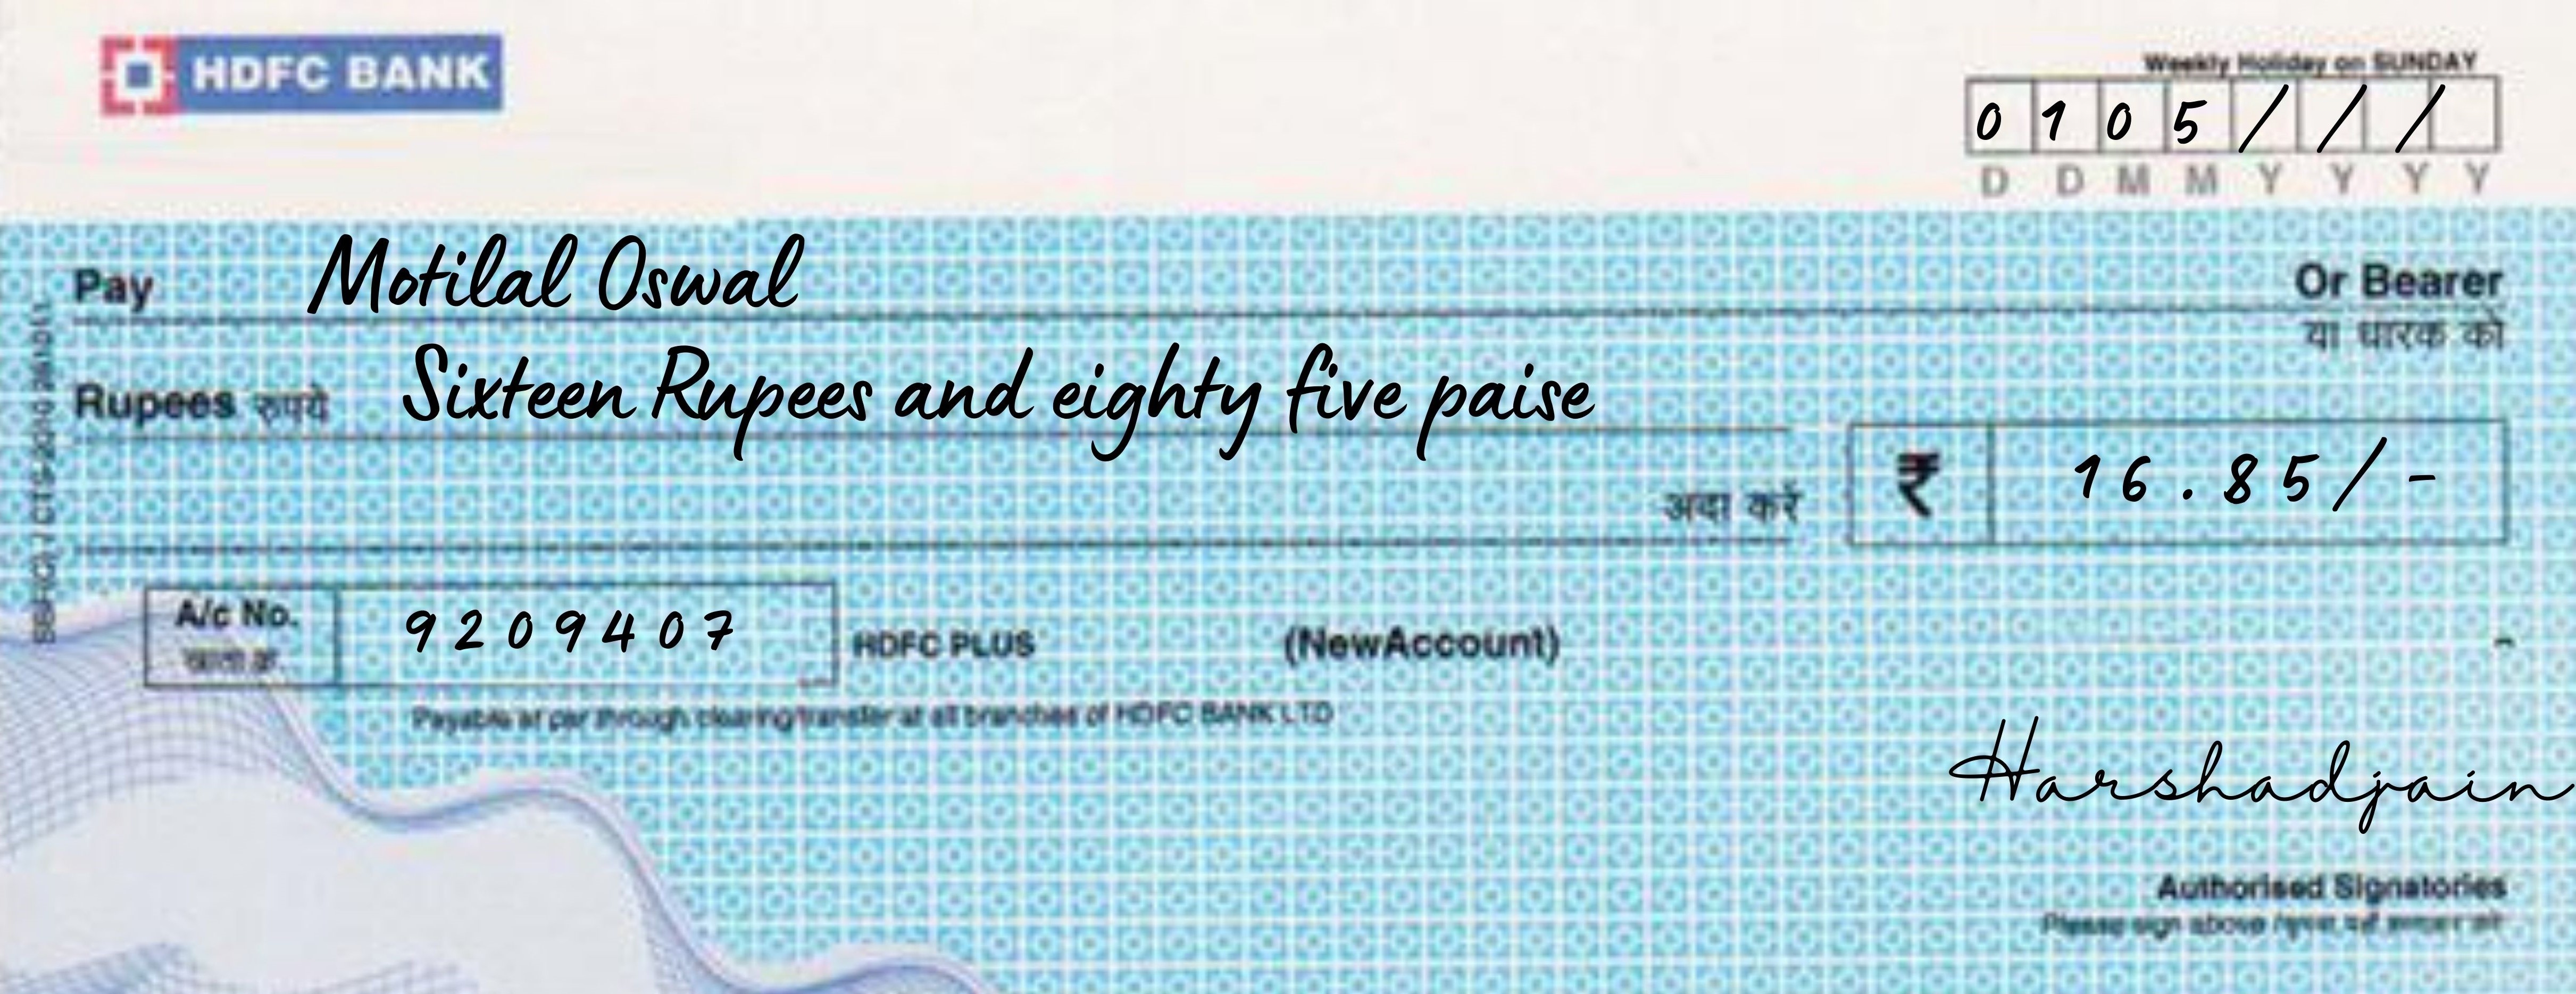 HDFC BANK
Weekly Holiday on SUNDAY
0 1 0 5 / / /
D D M M Y Y Y Y
Pay Motilal Oswal Or Bearer
या धारक को
Rupees रुपये Sixteen Rupees and eighty five paise
अदा करें ₹ 16.85/-
A/c No. 9209407
खाता क्र.
HDFC PLUS (NewAccount) -
Payable at par through clearing/transfer at all branches of HDFC BANK LTD
Harshadjain
Authorised Signatories
Please sign above